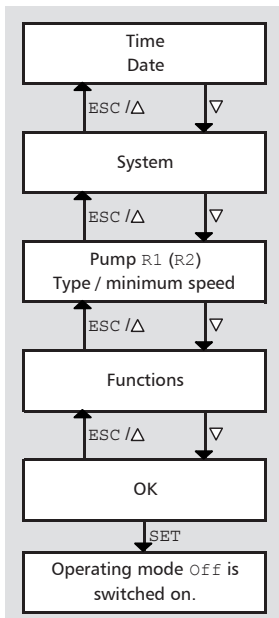 Time
Date
ESC /△ ▽
System
ESC /△ ▽
Pump R1 (R2)
Type / minimum speed
ESC /△ ▽
Functions
ESC /△ ▽
OK
SET
Operating mode Off is
switched on.